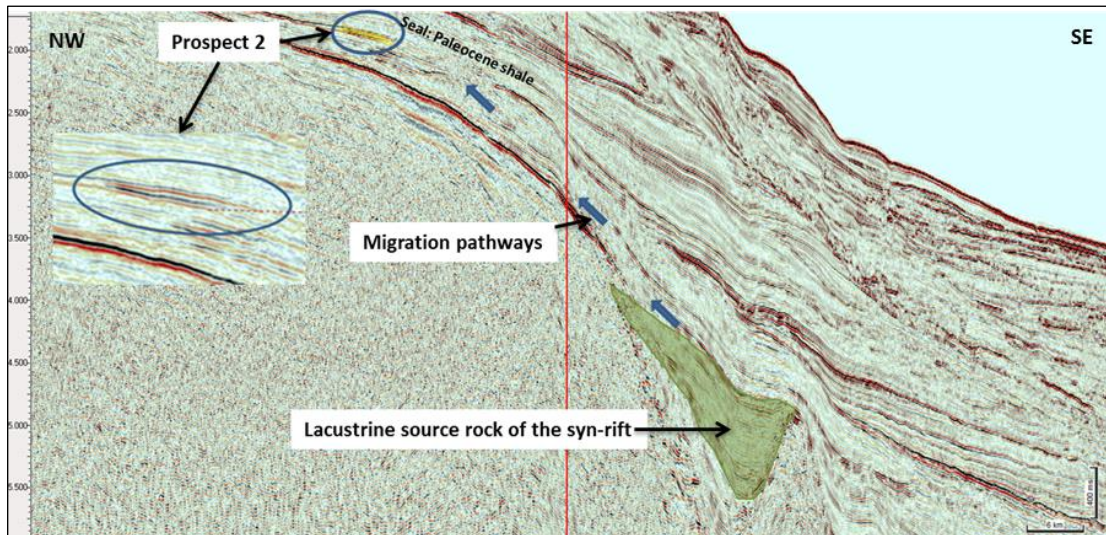 NW
Prospect 2
Seal: Paleocene shale
SE
Migration pathways
Lacustrine source rock of the syn-rift
2.000
2.500
3.000
3.500
4.000
4.500
5.000
5.500
400 ms
6 km